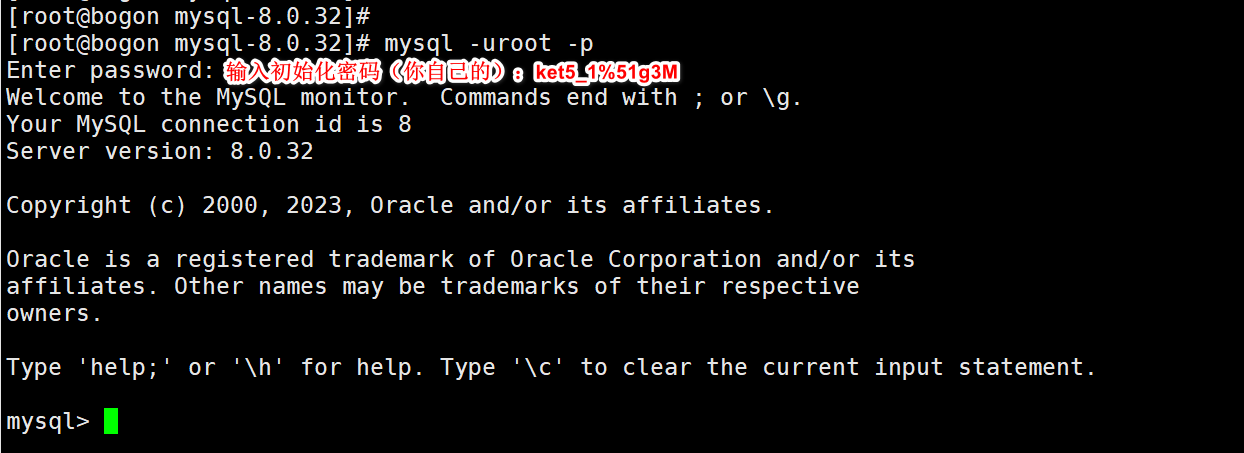 [root@bogon mysql-8.0.32]#
[root@bogon mysql-8.0.32]# mysql -uroot -p
Enter password: 输入初始化密码（你自己的）：ket5_1%51g3M
Welcome to the MySQL monitor.  Commands end with ; or \g.
Your MySQL connection id is 8
Server version: 8.0.32
Copyright (c) 2000, 2023, Oracle and/or its affiliates.
Oracle is a registered trademark of Oracle Corporation and/or its
affiliates. Other names may be trademarks of their respective
owners.
Type 'help;' or '\h' for help. Type '\c' to clear the current input statement.
mysql>